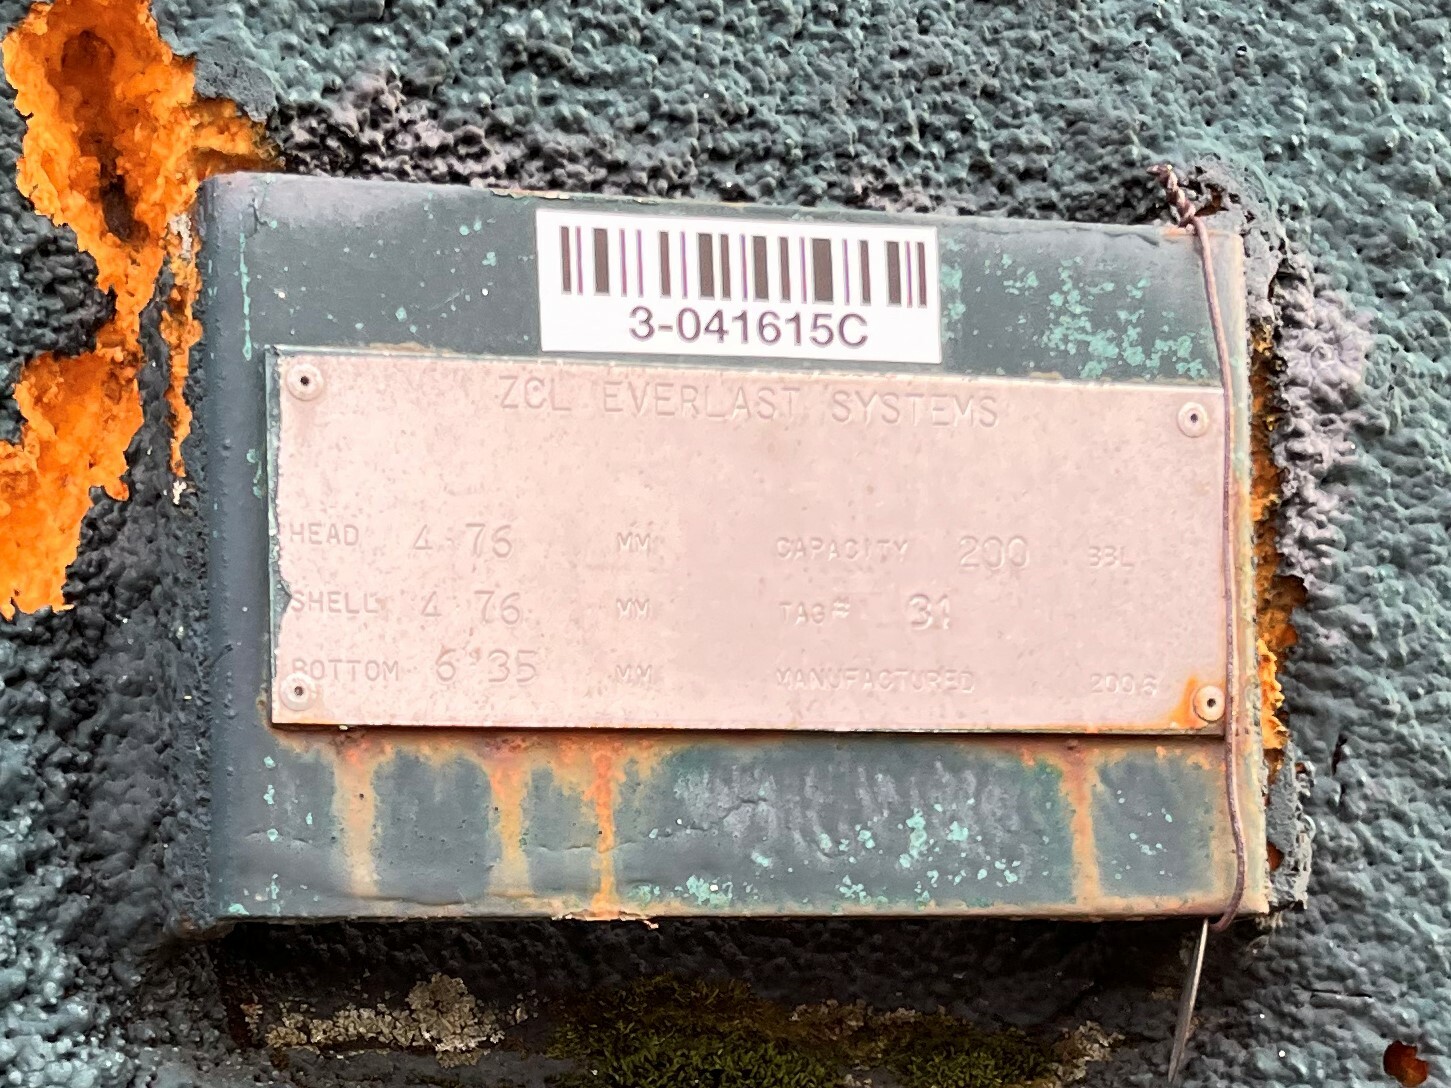 3-041615C
ZCL EVERLAST SYSTEMS
HEAD 4 76 MM CAPACITY 200 BBL
SHELL 4 76 MM TAG# 31
BOTTOM 6 35 MM MANUFACTURED 2006